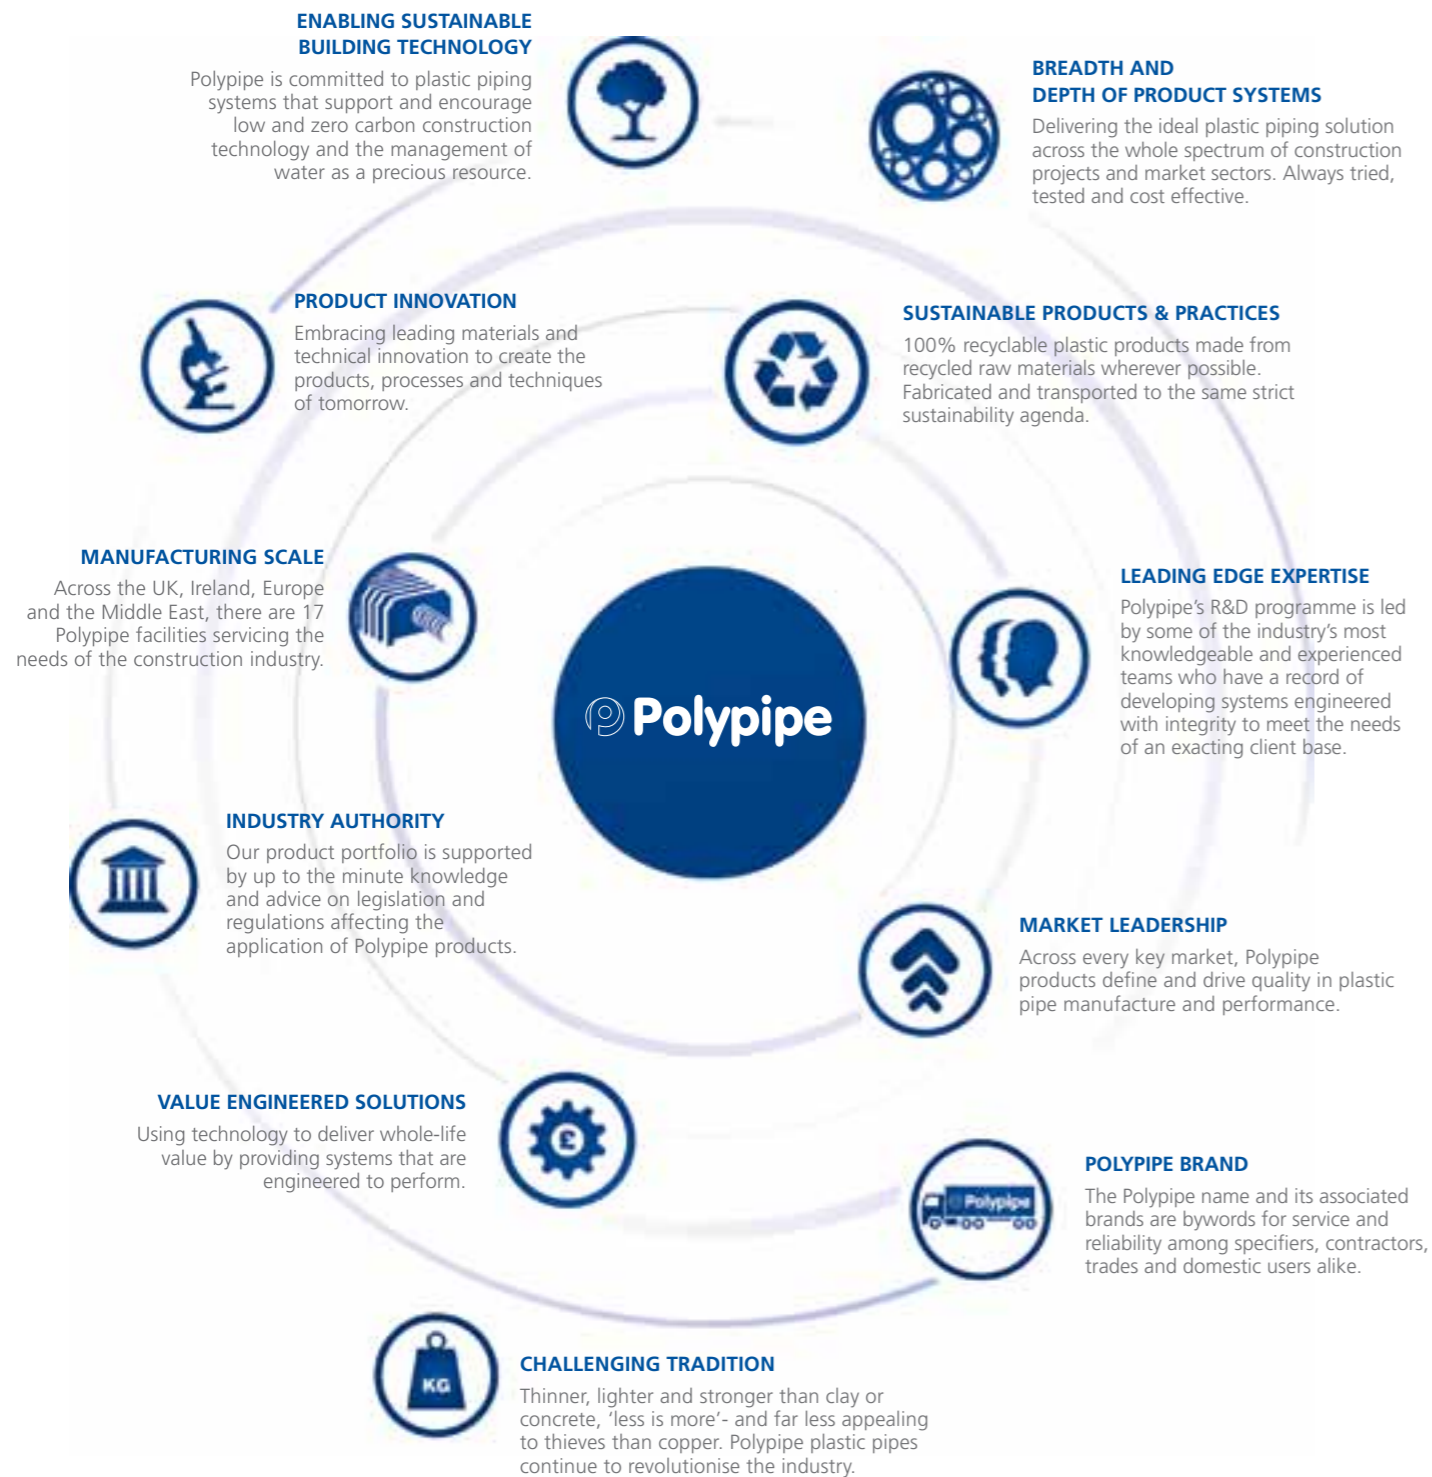 ENABLING SUSTAINABLE
BUILDING TECHNOLOGY
Polypipe is committed to plastic piping
systems that support and encourage
low and zero carbon construction
technology and the management of
water as a precious resource.
BREADTH AND
DEPTH OF PRODUCT SYSTEMS
Delivering the ideal plastic piping solution
across the whole spectrum of construction
projects and market sectors. Always tried,
tested and cost effective.
PRODUCT INNOVATION
Embracing leading materials and
technical innovation to create the
products, processes and techniques
of tomorrow.
SUSTAINABLE PRODUCTS & PRACTICES
100% recyclable plastic products made from
recycled raw materials wherever possible.
Fabricated and transported to the same strict
sustainability agenda.
MANUFACTURING SCALE
Across the UK, Ireland, Europe
and the Middle East, there are 17
Polypipe facilities servicing the
needs of the construction industry.
LEADING EDGE EXPERTISE
Polypipe's R&D programme is led
by some of the industry's most
knowledgeable and experienced
teams who have a record of
developing systems engineered
with integrity to meet the needs
of an exacting client base.
Polypipe
INDUSTRY AUTHORITY
Our product portfolio is supported
by up to the minute knowledge
and advice on legislation and
regulations affecting the
application of Polypipe products.
MARKET LEADERSHIP
Across every key market, Polypipe
products define and drive quality in plastic
pipe manufacture and performance.
VALUE ENGINEERED SOLUTIONS
Using technology to deliver whole-life
value by providing systems that are
engineered to perform.
£
POLYPIPE BRAND
The Polypipe name and its associated
brands are bywords for service and
reliability among specifiers, contractors,
trades and domestic users alike.
Polypipe
KG
CHALLENGING TRADITION
Thinner, lighter and stronger than clay or
concrete, 'less is more'- and far less appealing
to thieves than copper. Polypipe plastic pipes
continue to revolutionise the industry.